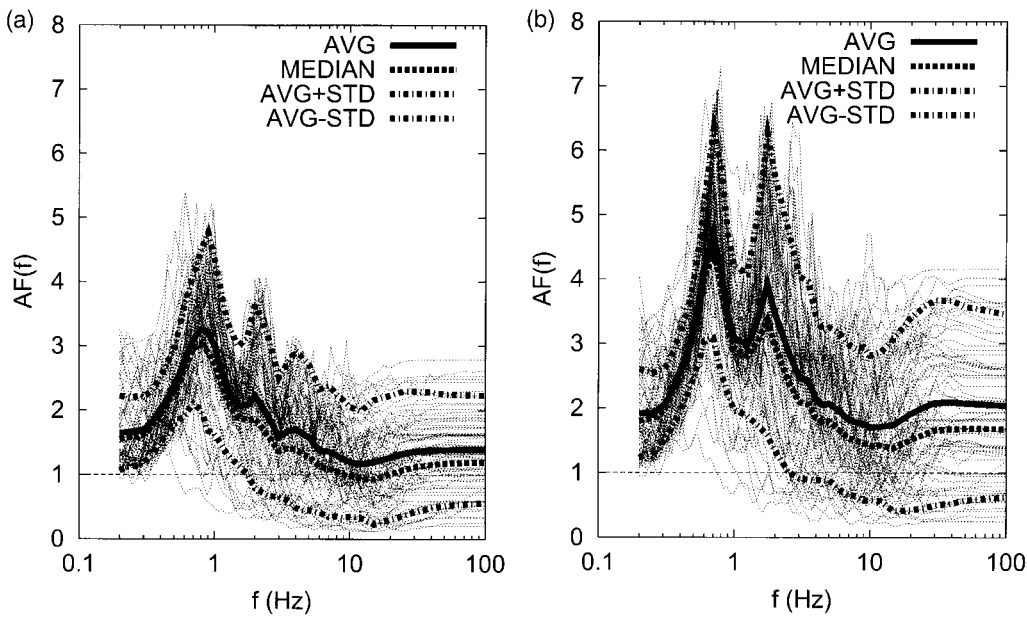 (a)
AVG
MEDIAN
AVG+STD
AVG-STD
8
7
6
5
4
3
2
1
0
AF(f)
0.1
1
10
100
f (Hz)
(b)
AVG
MEDIAN
AVG+STD
AVG-STD
8
7
6
5
4
3
2
1
0
AF(f)
0.1
1
10
100
f (Hz)